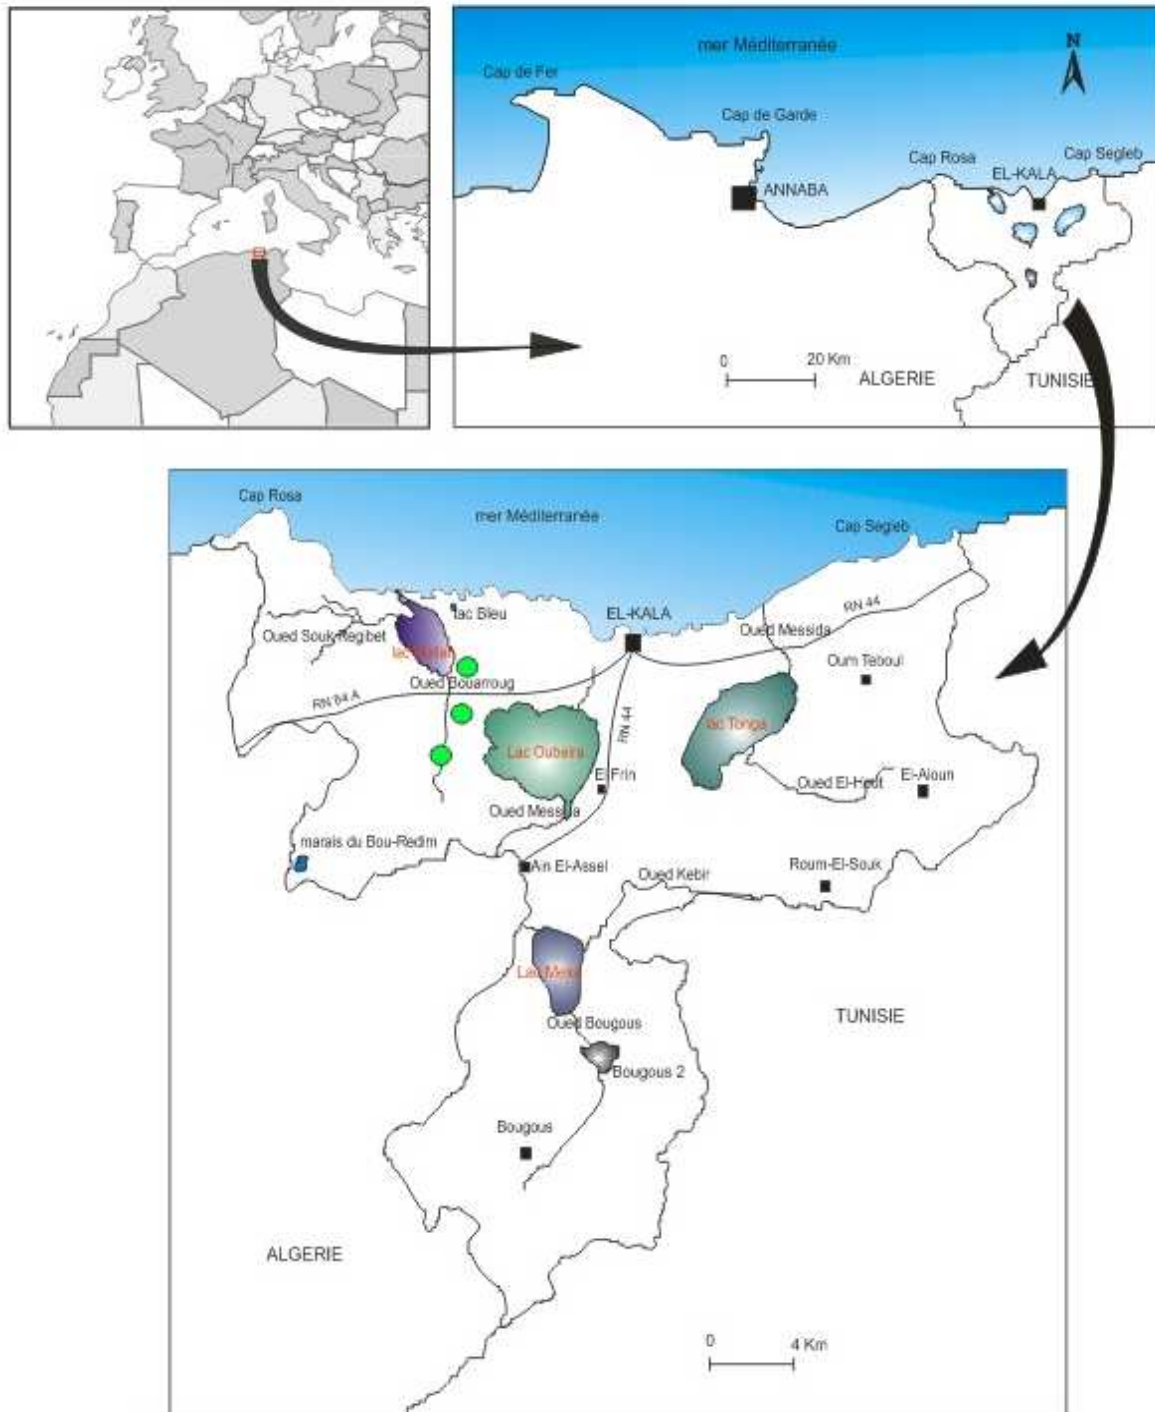 mer Méditerranée
N
Cap de Fer
Cap de Garde
Cap Rosa
Cap Segleb
EL-KALA
ANNABA
0 20 Km
ALGERIE
TUNISIE
Cap Rosa
mer Méditerranée
Cap Segleb
lac Bleu
EL-KALA
RN 44
Oued Messida
Oued Souk-Regibet
lac
Oum Teboul
Oued Bouarroug
RN 84 A
lac Tonga
RN 44
Lac Oubeira
El Frin
Oued El-Hout
El-Aioun
Oued Messida
marais du Bou-Redim
Ain El-Assel
Oued Kebir
Roum-El-Souk
Lac
TUNISIE
Oued Bougous
Bougous 2
Bougous
ALGERIE
0 4 Km